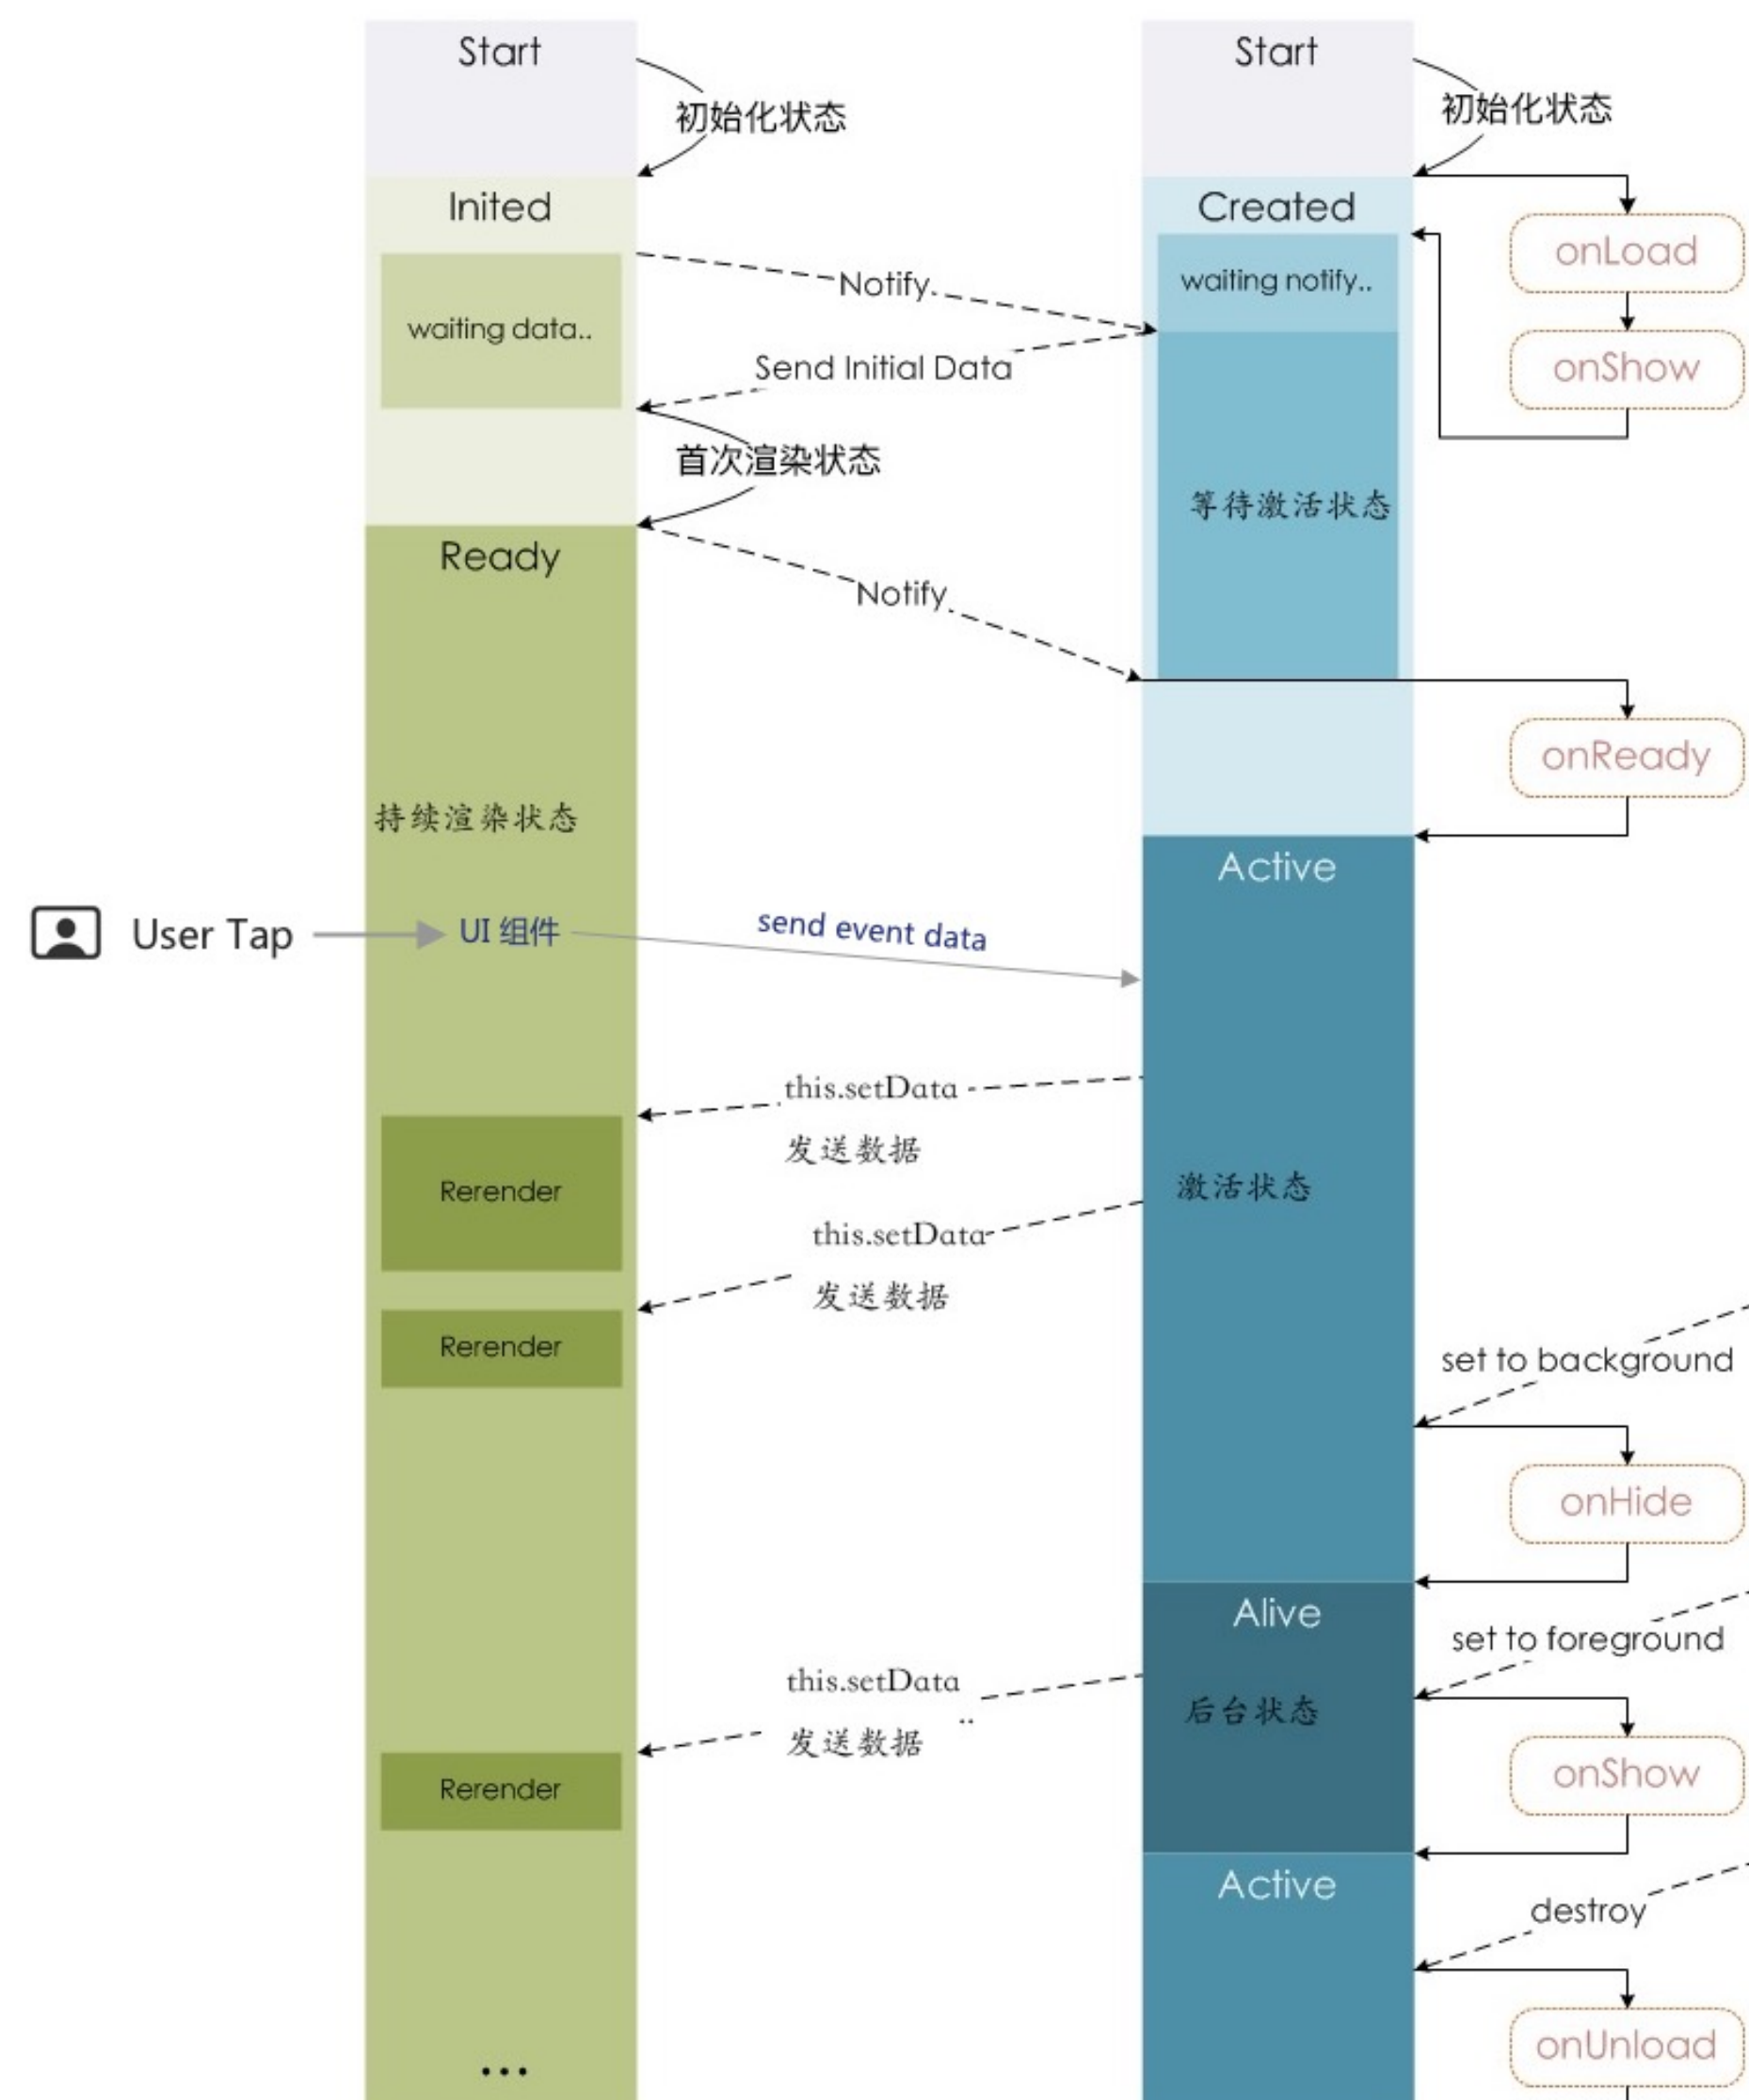 Start
Start
初始化状态
初始化状态
Inited
Created
onLoad
waiting notify..
Notify
waiting data..
Send Initial Data
onShow
首次渲染状态
等待激活状态
Ready
Notify
onReady
持续渲染状态
Active
User Tap
UI 组件
send event data
this.setData
发送数据
Rerender
激活状态
this.setData
发送数据
Rerender
set to background
onHide
Alive
set to foreground
this.setData
..
发送数据
后台状态
onShow
Rerender
Active
destroy
onUnload
...